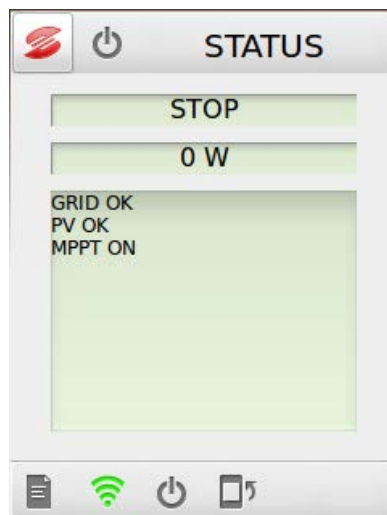 STATUS
STOP
0 W
GRID OK
PV OK
MPPT ON